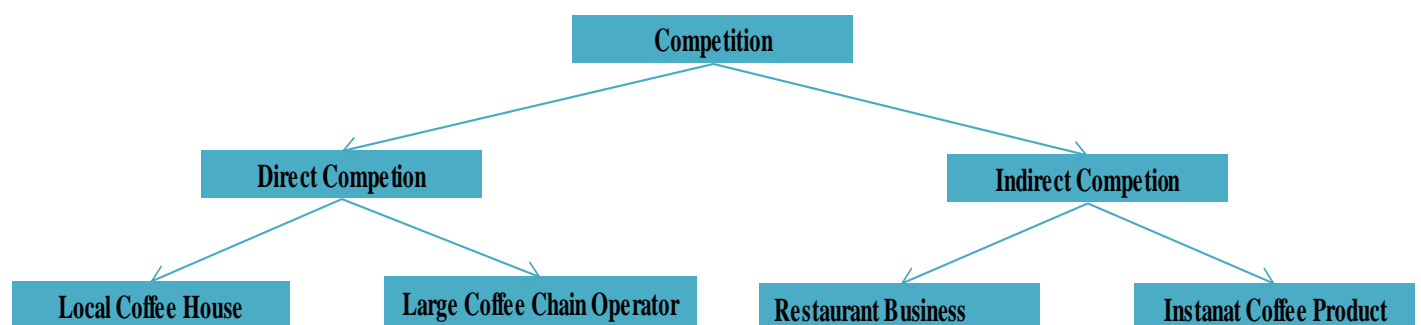 Competition
Direct Competion
Indirect Competion
Local Coffee House
Large Coffee Chain Operator
Restaurant Business
Instanat Coffee Product